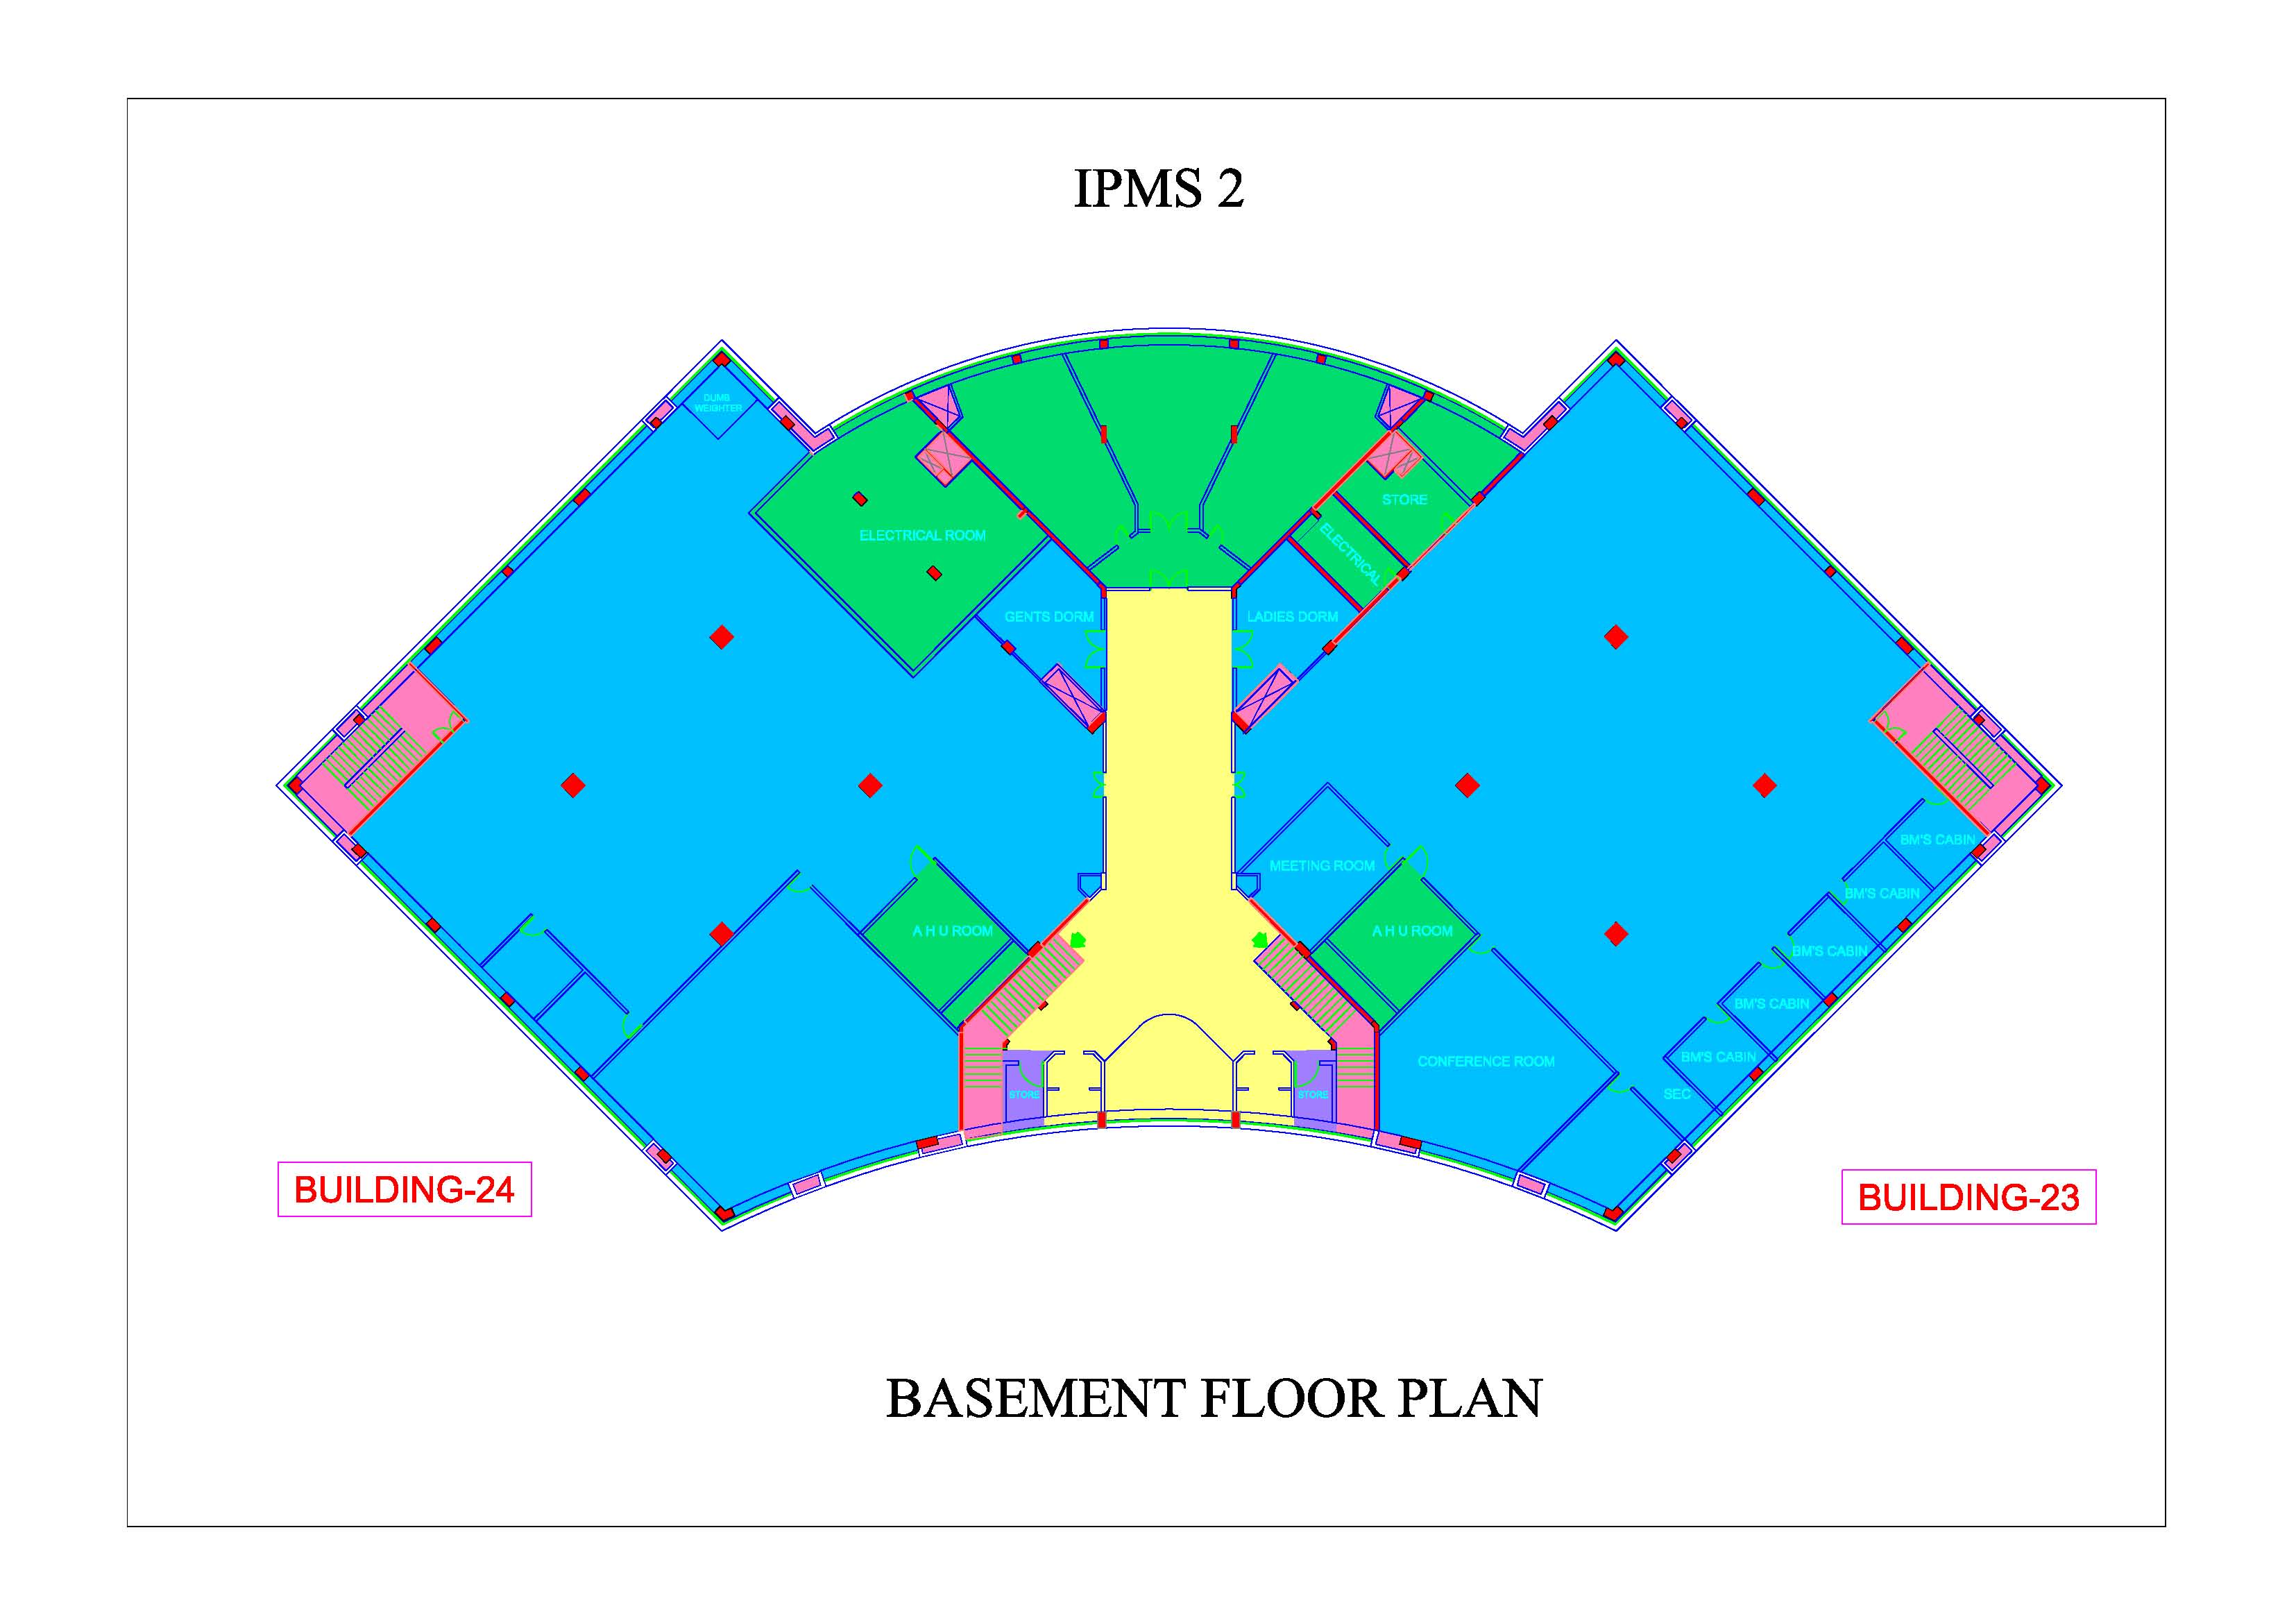 IPMS 2
DUMB
WEIGHTER
STORE
ELECTRICAL ROOM
ELECTRICAL
GENTS DORM
LADIES DORM
BM'S CABIN
MEETING ROOM
BM'S CABIN
A H U ROOM
A H U ROOM
BM'S CABIN
BM'S CABIN
BM'S CABIN
CONFERENCE ROOM
STORE
STORE
SEC
BUILDING-24
BUILDING-23
BASEMENT FLOOR PLAN